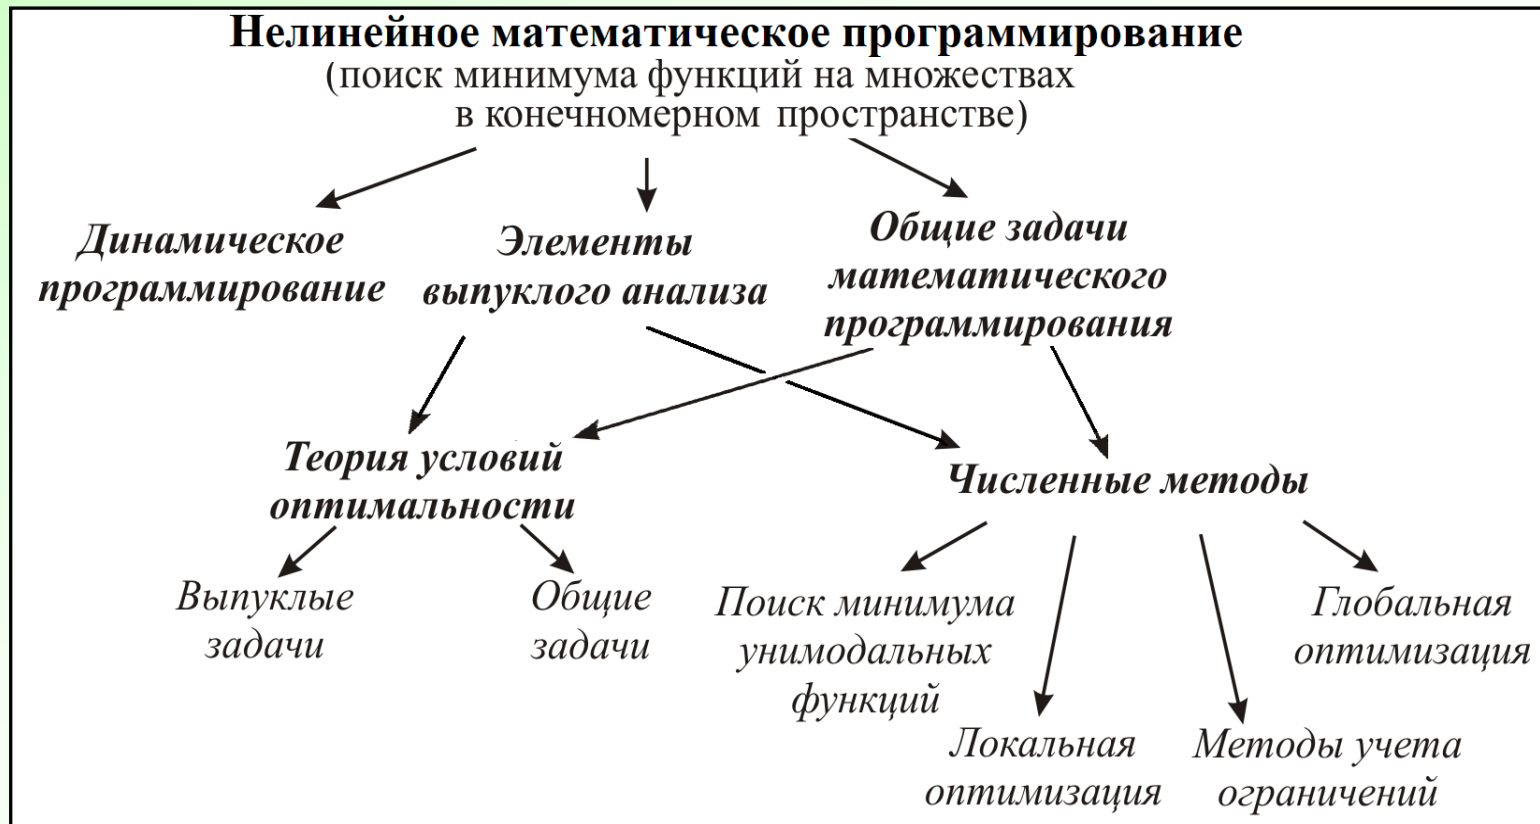 Нелинейное математическое программирование
(поиск минимума функций на множествах
в конечномерном пространстве)
Динамическое
программирование
Элементы
выпуклого анализа
Общие задачи
математического
программирования
Теория условий
оптимальности
Численные методы
Выпуклые
задачи
Общие
задачи
Поиск минимума
унимодальных
функций
Глобальная
оптимизация
Локальная
оптимизация
Методы учета
ограничений